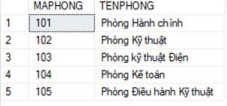 MAPHONG TENPHONG
1 101 Phòng Hành chính
2 102 Phòng Kỹ thuật
3 103 Phòng kỹ thuật Điện
4 104 Phòng Kế toán
5 105 Phòng Điều hành Kỹ thuật